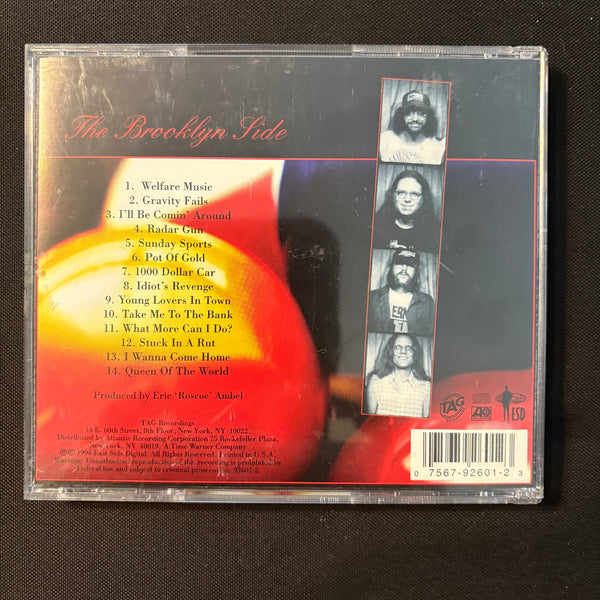 The Brooklyn Side
1. Welfare Music
2. Gravity Fails
3. I'll Be Comin' Around
4. Radar Gun
5. Sunday Sports
6. Pot Of Gold
7. 1000 Dollar Car
8. Idiot's Revenge
9. Young Lovers In Town
10. Take Me To The Bank
11. What More Can I Do?
12. Stuck In A Rut
13. I Wanna Come Home
14. Queen Of The World
Produced by Eric 'Roscoe' Ambel
TAG Recordings
14 E. 60th Street, 8th Floor, New York, NY 10022.
Distributed by Atlantic Recording Corporation 75 Rockefeller Plaza,
New York, NY 10019. A Time Warner Company
℗ © 1994 East Side Digital. All Rights Reserved. Printed in U.S.A.
Warning: Unauthorized reproduction of this recording is prohibited by
Federal law and subject to criminal prosecution. 92601-2
TAG
ESD
0 7567-92601-2 3